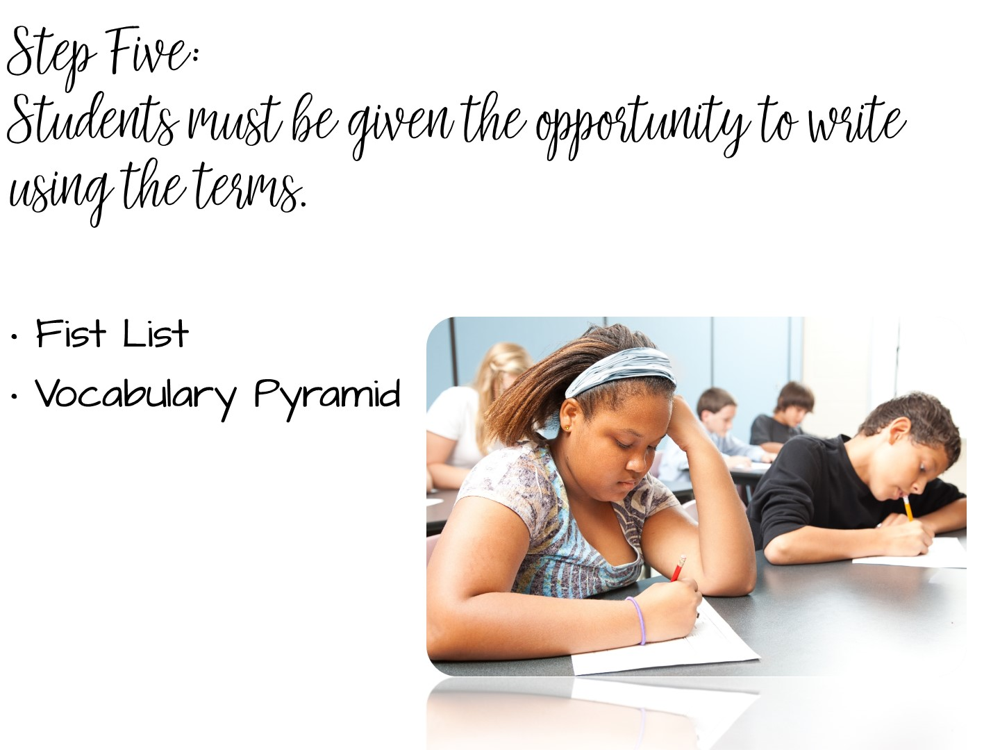 Step Five:
Students must be given the opportunity to write
using the terms.
• Fist List
• Vocabulary Pyramid